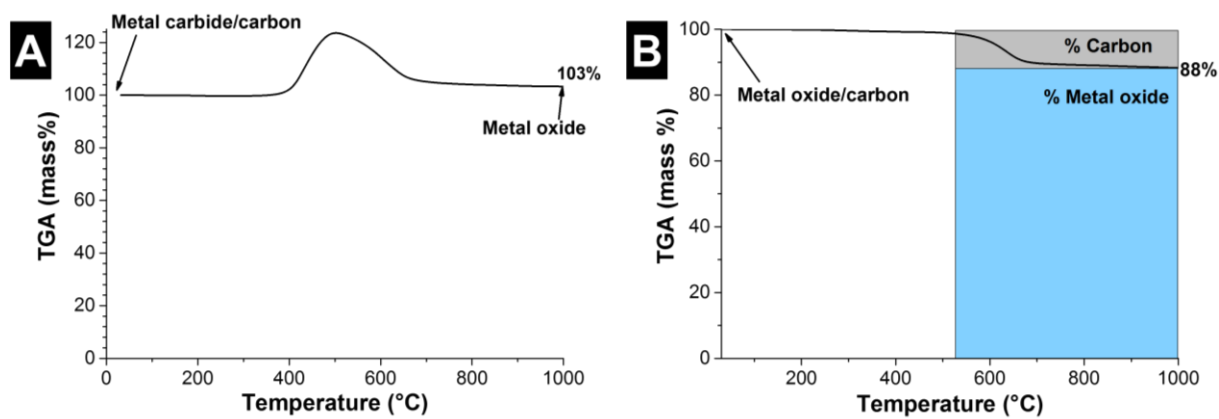 A
Metal carbide/carbon
120
100
80
60
40
20
0
TGA (mass%)
103%
Metal oxide
0
200
400
600
800
1000
Temperature (°C)
B
100
80
60
40
20
0
TGA (mass %)
% Carbon
88%
Metal oxide/carbon
% Metal oxide
200
400
600
800
1000
Temperature (°C)